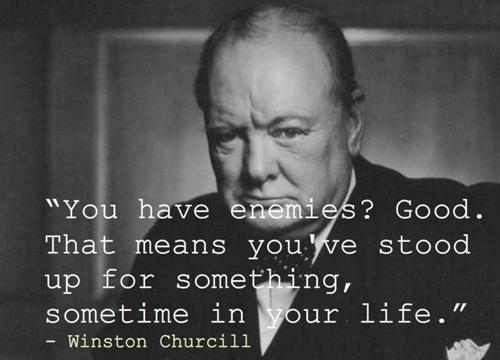 "You have enemies? Good.
That means you've stood
up for something,
sometime in your life."
- Winston Churcill